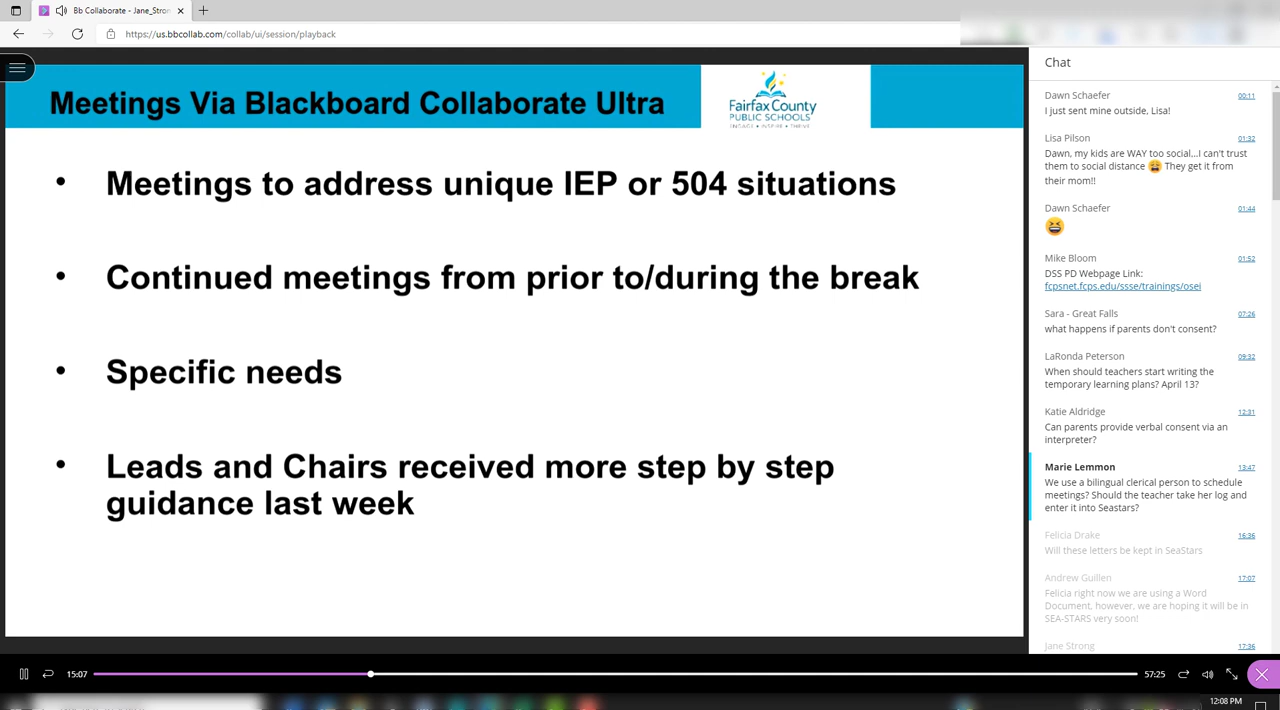 Bb Collaborate - Jane_Stron
https://us.bbcollab.com/collab/ui/session/playback
Meetings Via Blackboard Collaborate Ultra
Fairfax County
PUBLIC SCHOOLS
ENGAGE • INSPIRE • THRIVE
• Meetings to address unique IEP or 504 situations
• Continued meetings from prior to/during the break
• Specific needs
• Leads and Chairs received more step by step
guidance last week
Chat
Dawn Schaefer 00:11
I just sent mine outside, Lisa!
Lisa Pilson 01:32
Dawn, my kids are WAY too social...I can't trust
them to social distance 😩 They get it from
their mom!!
Dawn Schaefer 01:44
😆
Mike Bloom 01:52
DSS PD Webpage Link:
fcpsnet.fcps.edu/ssse/trainings/osei
Sara - Great Falls 07:26
what happens if parents don't consent?
LaRonda Peterson 09:32
When should teachers start writing the
temporary learning plans? April 13?
Katie Aldridge 12:31
Can parents provide verbal consent via an
interpreter?
Marie Lemmon 13:47
We use a bilingual clerical person to schedule
meetings? Should the teacher take her log and
enter it into Seastars?
Felicia Drake 16:36
Will these letters be kept in SeaStars
Andrew Guillen 17:07
Felicia right now we are using a Word
Document, however, we are hoping it will be in
SEA-STARS very soon!
Jane Strong 17:36
15:07 57:25
12:08 PM